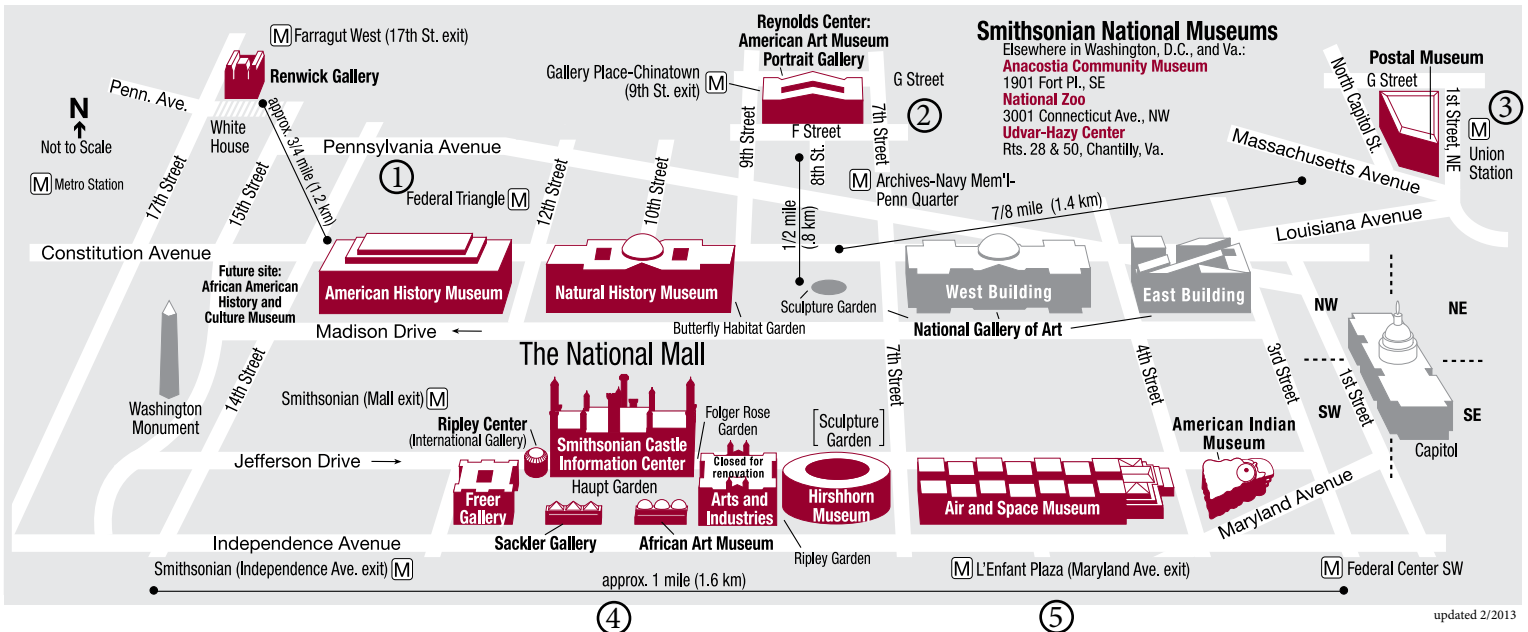 M Farragut West (17th St. exit)
Renwick Gallery
Penn. Ave.
N
Not to Scale
M Metro Station
White
House
approx. 3/4 mile (1.2 km)
17th Street
15th Street
Pennsylvania Avenue
①
Federal Triangle M
12th Street
10th Street
Reynolds Center:
American Art Museum
Portrait Gallery
Gallery Place-Chinatown M
(9th St. exit)
G Street
②
F Street
9th Street
8th St.
7th Street
M Archives-Navy Mem'l-
Penn Quarter
1/2 mile
(.8 km)
7/8 mile (1.4 km)
Smithsonian National Museums
Elsewhere in Washington, D.C., and Va.:
Anacostia Community Museum
1901 Fort Pl., SE
National Zoo
3001 Connecticut Ave., NW
Udvar-Hazy Center
Rts. 28 & 50, Chantilly, Va.
Postal Museum
G Street
North Capitol St.
1st Street, NE
③
M
Union
Station
Massachusetts Avenue
Louisiana Avenue
Constitution Avenue
Future site:
African American
History and
Culture Museum
American History Museum
Natural History Museum
Sculpture Garden
West Building
East Building
Butterfly Habitat Garden
National Gallery of Art
Madison Drive
The National Mall
NW
NE
SW
SE
Capitol
Washington
Monument
14th Street
7th Street
4th Street
3rd Street
1st Street
Smithsonian (Mall exit) M
Ripley Center
(International Gallery)
Smithsonian Castle
Information Center
Folger Rose
Garden
Sculpture
Garden
American Indian
Museum
Jefferson Drive
Closed for
renovation
Haupt Garden
Freer
Gallery
Arts and
Industries
Hirshhorn
Museum
Air and Space Museum
Maryland Avenue
Independence Avenue
Sackler Gallery
African Art Museum
Ripley Garden
Smithsonian (Independence Ave. exit) M
M L'Enfant Plaza (Maryland Ave. exit)
M Federal Center SW
approx. 1 mile (1.6 km)
④
⑤
updated 2/2013